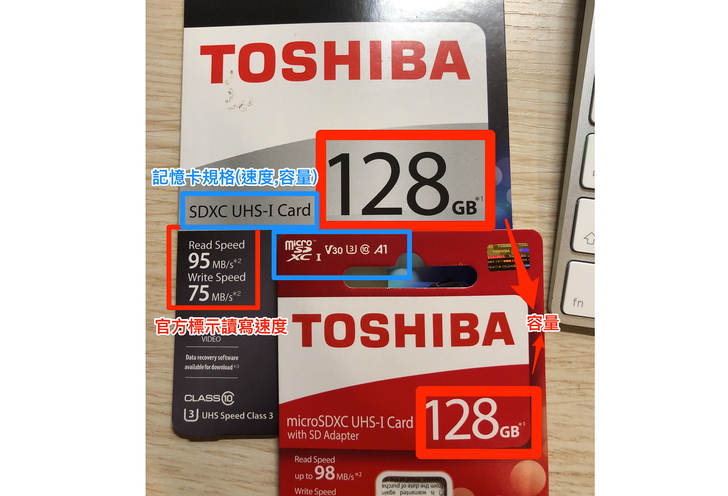 TOSHIBA
記憶卡規格(速度,容量)
128GB*1
SDXC UHS-I Card
Read Speed
95 MB/s*2
Write Speed
75 MB/s*2
官方標示讀寫速度
VIDEO
Data recovery software
available for download*3
CLASS⑩
3 UHS Speed Class 3
micro SD XC I V30 3 ⑩ A1
TOSHIBA
容量
microSDXC UHS-I Card
with SD Adapter
128GB*1
Read Speed
up to 98 MB/s*2
Write Speed
fn